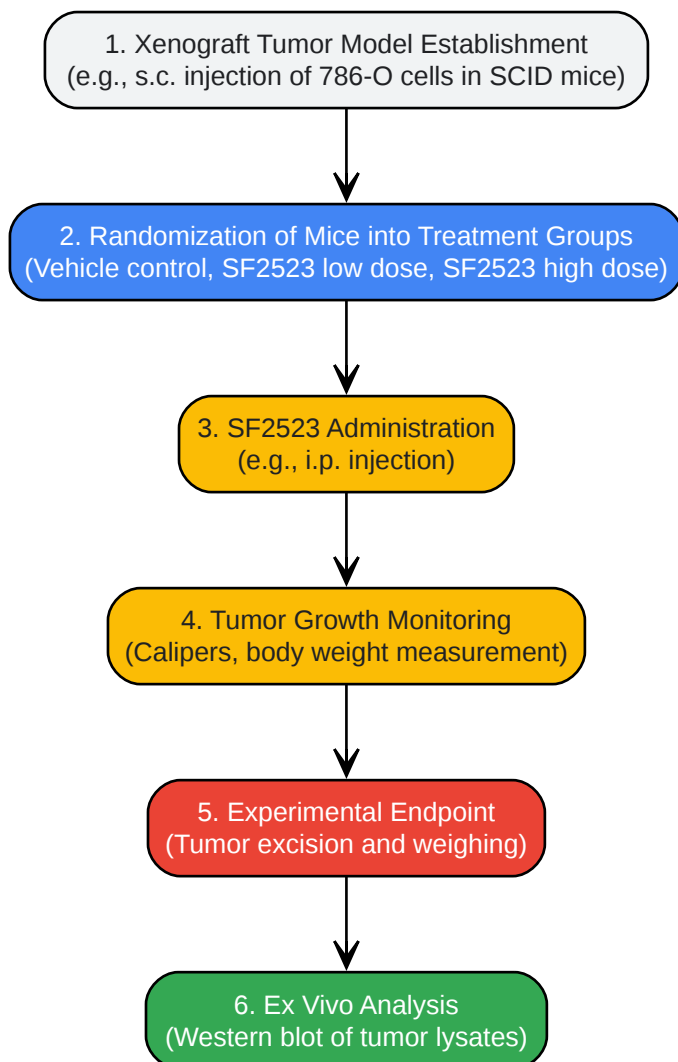 1. Xenograft Tumor Model Establishment
(e.g., s.c. injection of 786-O cells in SCID mice)
2. Randomization of Mice into Treatment Groups
(Vehicle control, SF2523 low dose, SF2523 high dose)
3. SF2523 Administration
(e.g., i.p. injection)
4. Tumor Growth Monitoring
(Calipers, body weight measurement)
5. Experimental Endpoint
(Tumor excision and weighing)
6. Ex Vivo Analysis
(Western blot of tumor lysates)